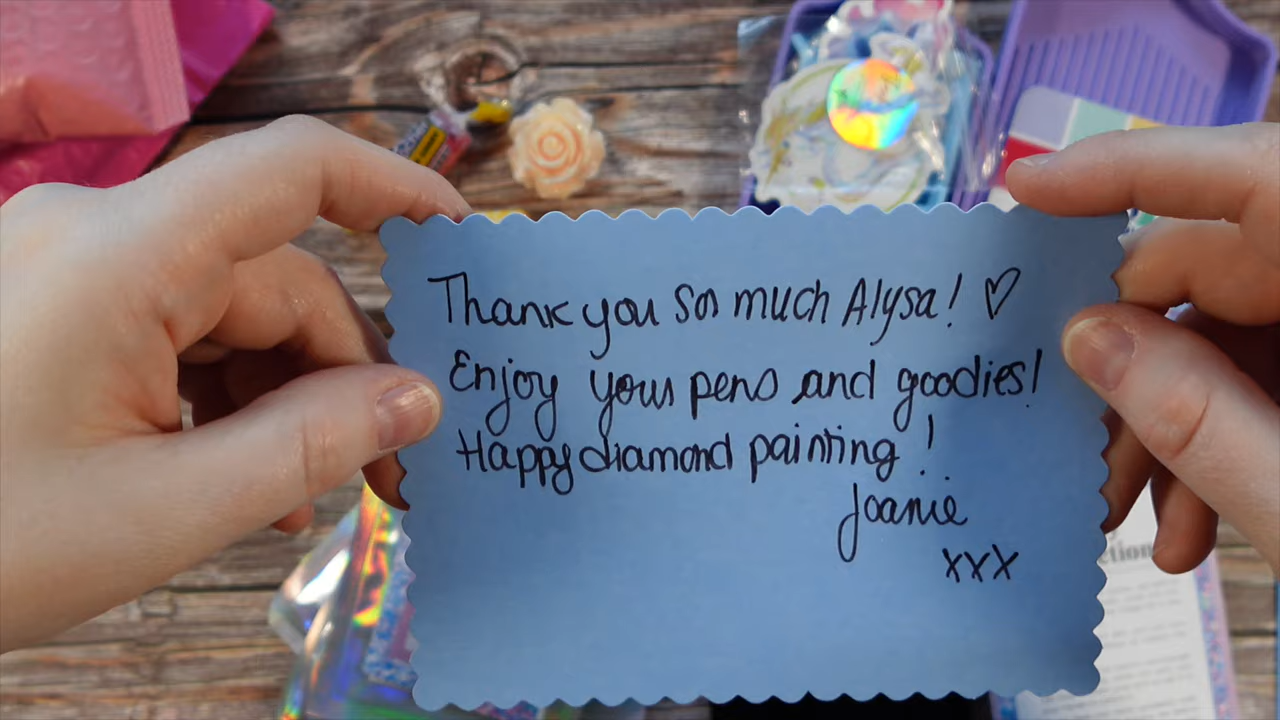 Thank you so much Alysa! ♡
Enjoy your pens and goodies!
Happy diamond painting!
Joanie
xxx